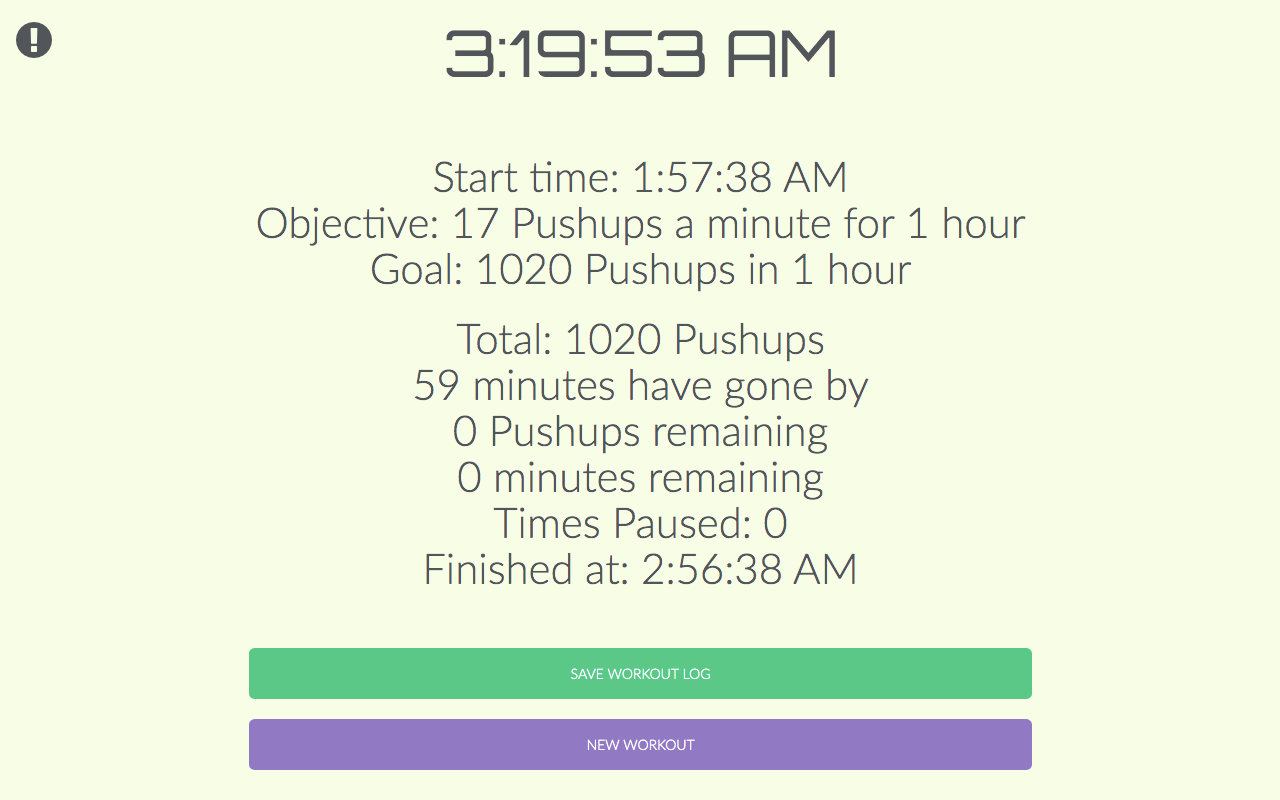 3:19:53 AM
Start time: 1:57:38 AM
Objective: 17 Pushups a minute for 1 hour
Goal: 1020 Pushups in 1 hour
Total: 1020 Pushups
59 minutes have gone by
0 Pushups remaining
0 minutes remaining
Times Paused: 0
Finished at: 2:56:38 AM
SAVE WORKOUT LOG
NEW WORKOUT